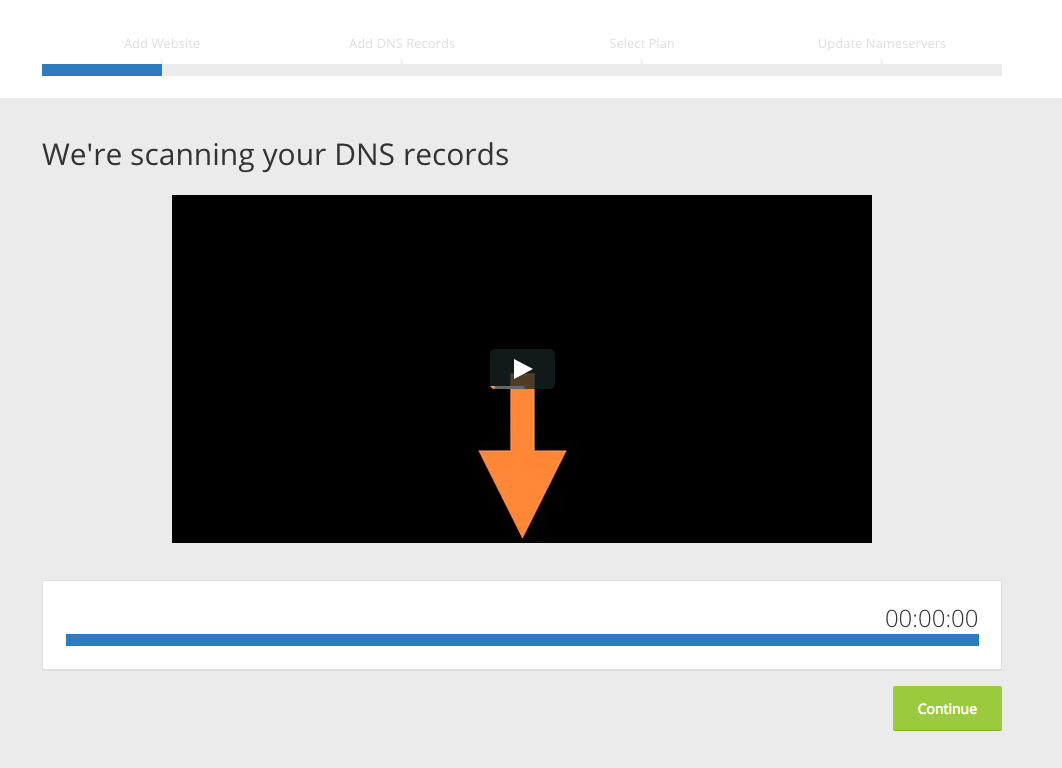 Add Website
Add DNS Records
Select Plan
Update Nameservers
We're scanning your DNS records
00:00:00
Continue